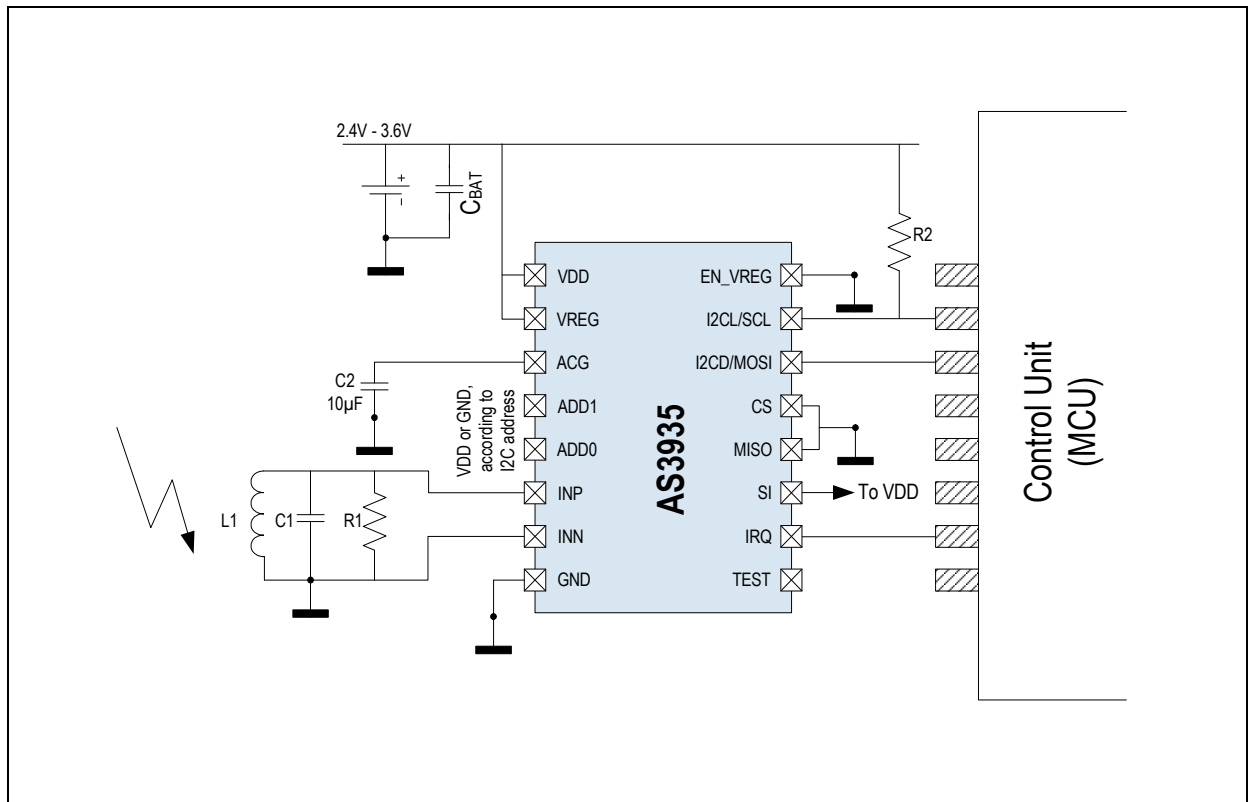 2.4V - 3.6V
+
-
CBAT
R2
VDD
VREG
ACG
ADD1
ADD0
INP
INN
GND
EN_VREG
I2CL/SCL
I2CD/MOSI
CS
MISO
SI
IRQ
TEST
AS3935
C2
10µF
VDD or GND,
according to
I2C address
L1
C1
R1
To VDD
Control Unit
(MCU)